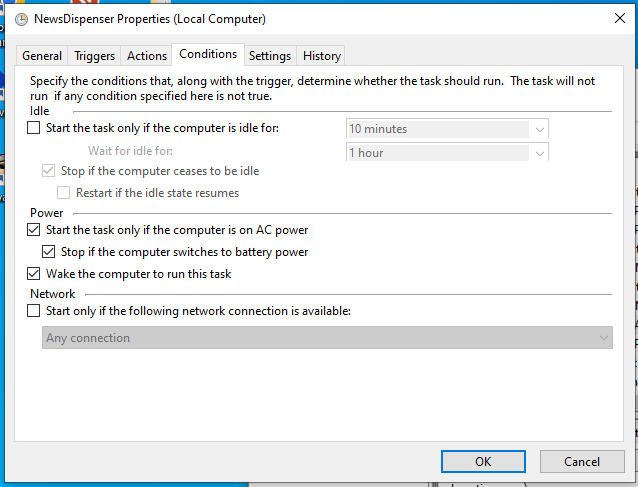 NewsDispenser Properties (Local Computer)
General Triggers Actions Conditions Settings History
Specify the conditions that, along with the trigger, determine whether the task should run. The task will not
run if any condition specified here is not true.
Idle
Start the task only if the computer is idle for: 10 minutes
Wait for idle for: 1 hour
Stop if the computer ceases to be idle
Restart if the idle state resumes
Power
Start the task only if the computer is on AC power
Stop if the computer switches to battery power
Wake the computer to run this task
Network
Start only if the following network connection is available:
Any connection
OK Cancel